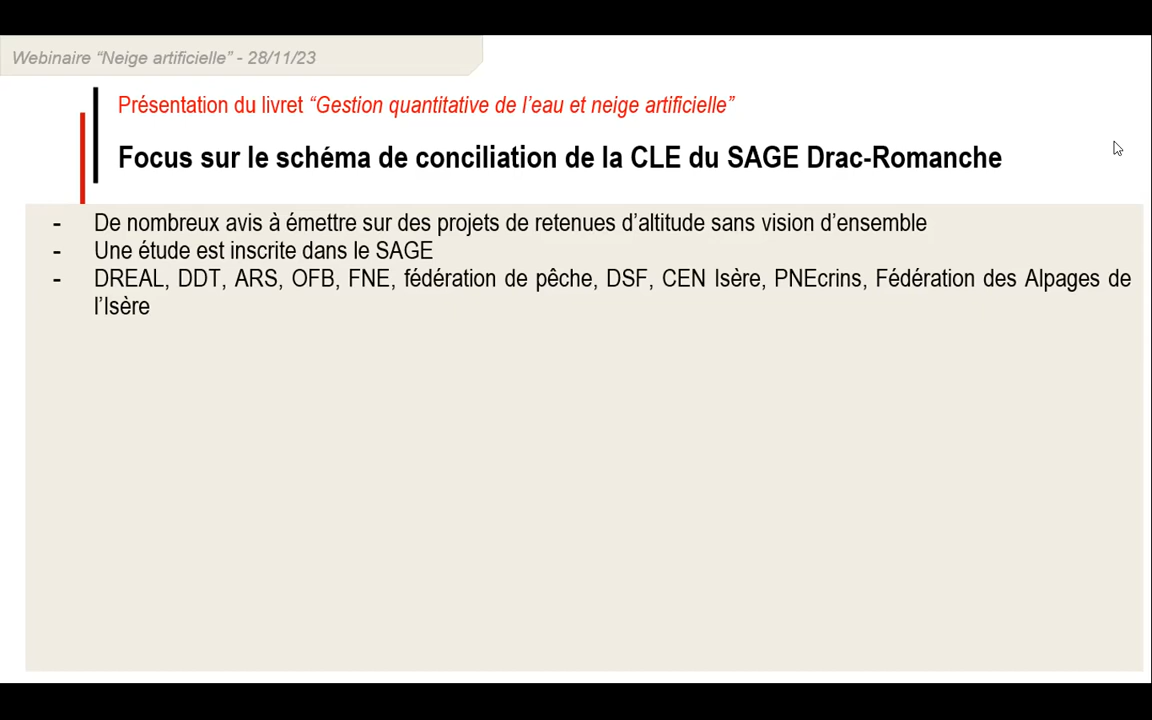 Webinaire “Neige artificielle” - 28/11/23
Présentation du livret “Gestion quantitative de l’eau et neige artificielle”
Focus sur le schéma de conciliation de la CLE du SAGE Drac-Romanche
- De nombreux avis à émettre sur des projets de retenues d’altitude sans vision d’ensemble
- Une étude est inscrite dans le SAGE
- DREAL, DDT, ARS, OFB, FNE, fédération de pêche, DSF, CEN Isère, PNEcrins, Fédération des Alpages de
l’Isère